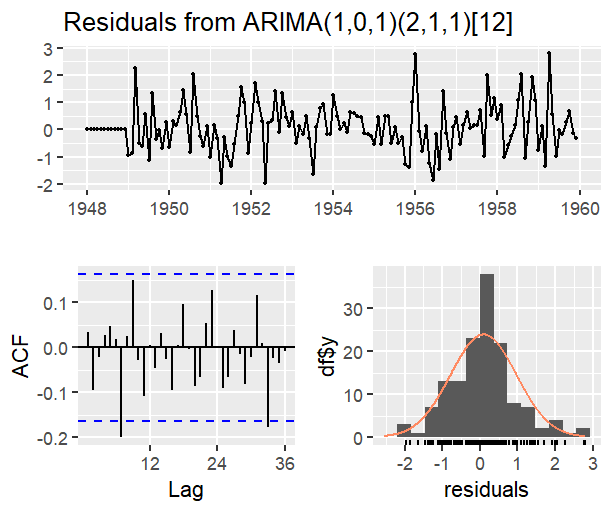 Residuals from ARIMA(1,0,1)(2,1,1)[12]
3
2
1
0
-1
-2
1948 1950 1952 1954 1956 1958 1960
ACF
0.1
0.0
-0.1
-0.2
12 24 36
Lag
df$y
30
20
10
0
-2 -1 0 1 2 3
residuals